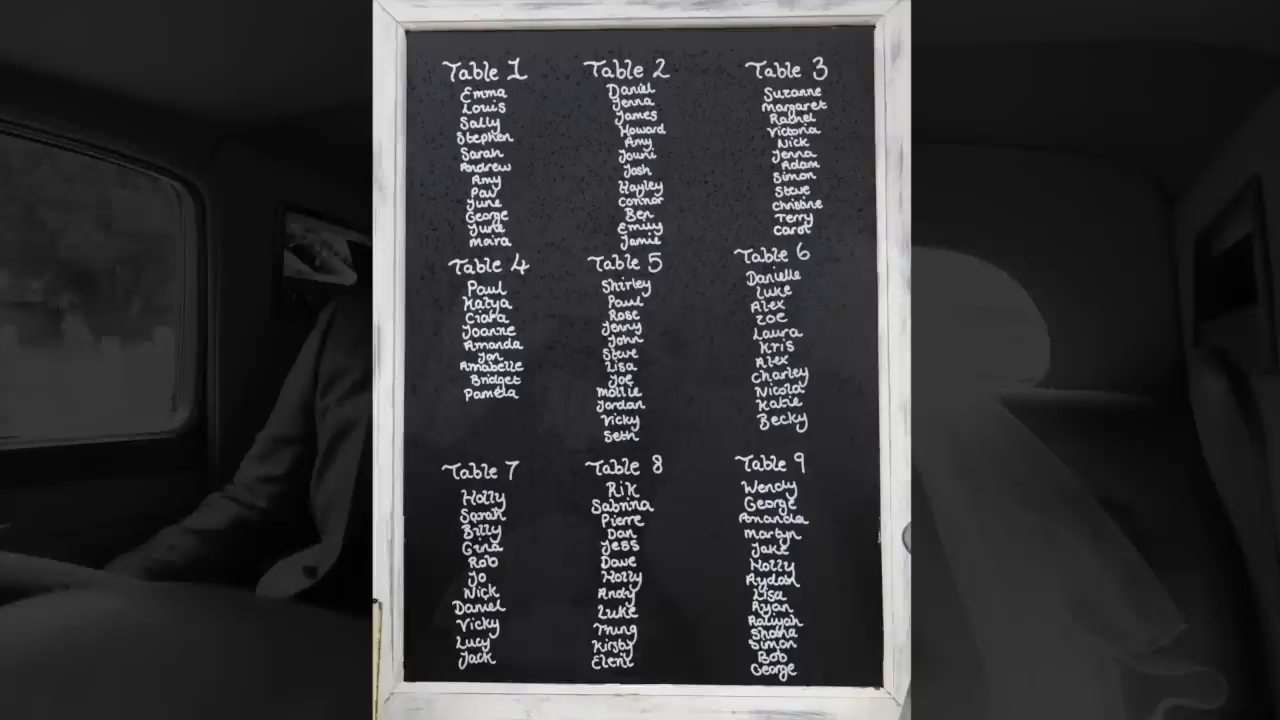 Table 1
Emma
Louis
Sally
Stephen
Sarah
Andrew
Amy
Paul
June
George
June
Moira
Table 2
Daniel
Jenna
James
Howard
Amy
Jouni
Josh
Hayley
Connor
Ben
Emily
Jamie
Table 3
Suzanne
Margaret
Rachel
Victoria
Nick
Jenna
Adam
Simon
Steve
Christine
Terry
Carol
Table 4
Paul
Katya
Ciara
Joanne
Amanda
Jon
Annabelle
Bridget
Pamela
Table 5
Shirley
Paul
Rose
Jenny
John
Steve
Lisa
Joe
Mollie
Jordan
Vicky
Seth
Table 6
Danielle
Luke
Alex
Zoe
Laura
Kris
Alex
Charley
Nicola
Katie
Becky
Table 7
Holly
Sarah
Billy
Gina
Rob
Jo
Nick
Daniel
Vicky
Lucy
Jack
Table 8
Rik
Sabrina
Pierre
Dan
Jess
Dave
Holly
Andy
Luke
Kirsty
Table 9
Wendy
George
Amanda
Martyn
Jake
Holly
Aydan
Lisa
Ryan
Aaliyah
Simon
Bob
George